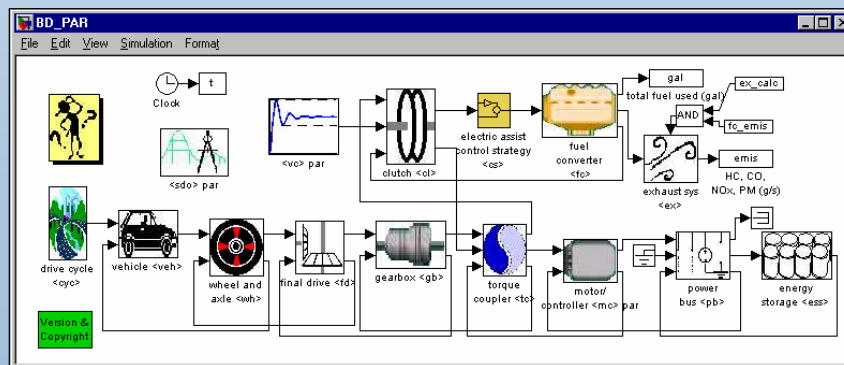 BD_PAR
File Edit View Simulation Format
Clock
t
<sdo> par
<vc> par
clutch <cl>
electric assist
control strategy
<cs>
fuel
converter
<fc>
gal
total fuel used (gal)
ex_calc
AND
fc_emis
exhaust sys
<ex>
emis
HC, CO,
NOx, PM (g/s)
drive cycle
<cyc>
vehicle <veh>
wheel and
axle <wh>
final drive <fd>
gearbox <gb>
torque
coupler <tc>
motor/
controller <mc> par
power
bus <pb>
energy
storage <ess>
Version &
Copyright